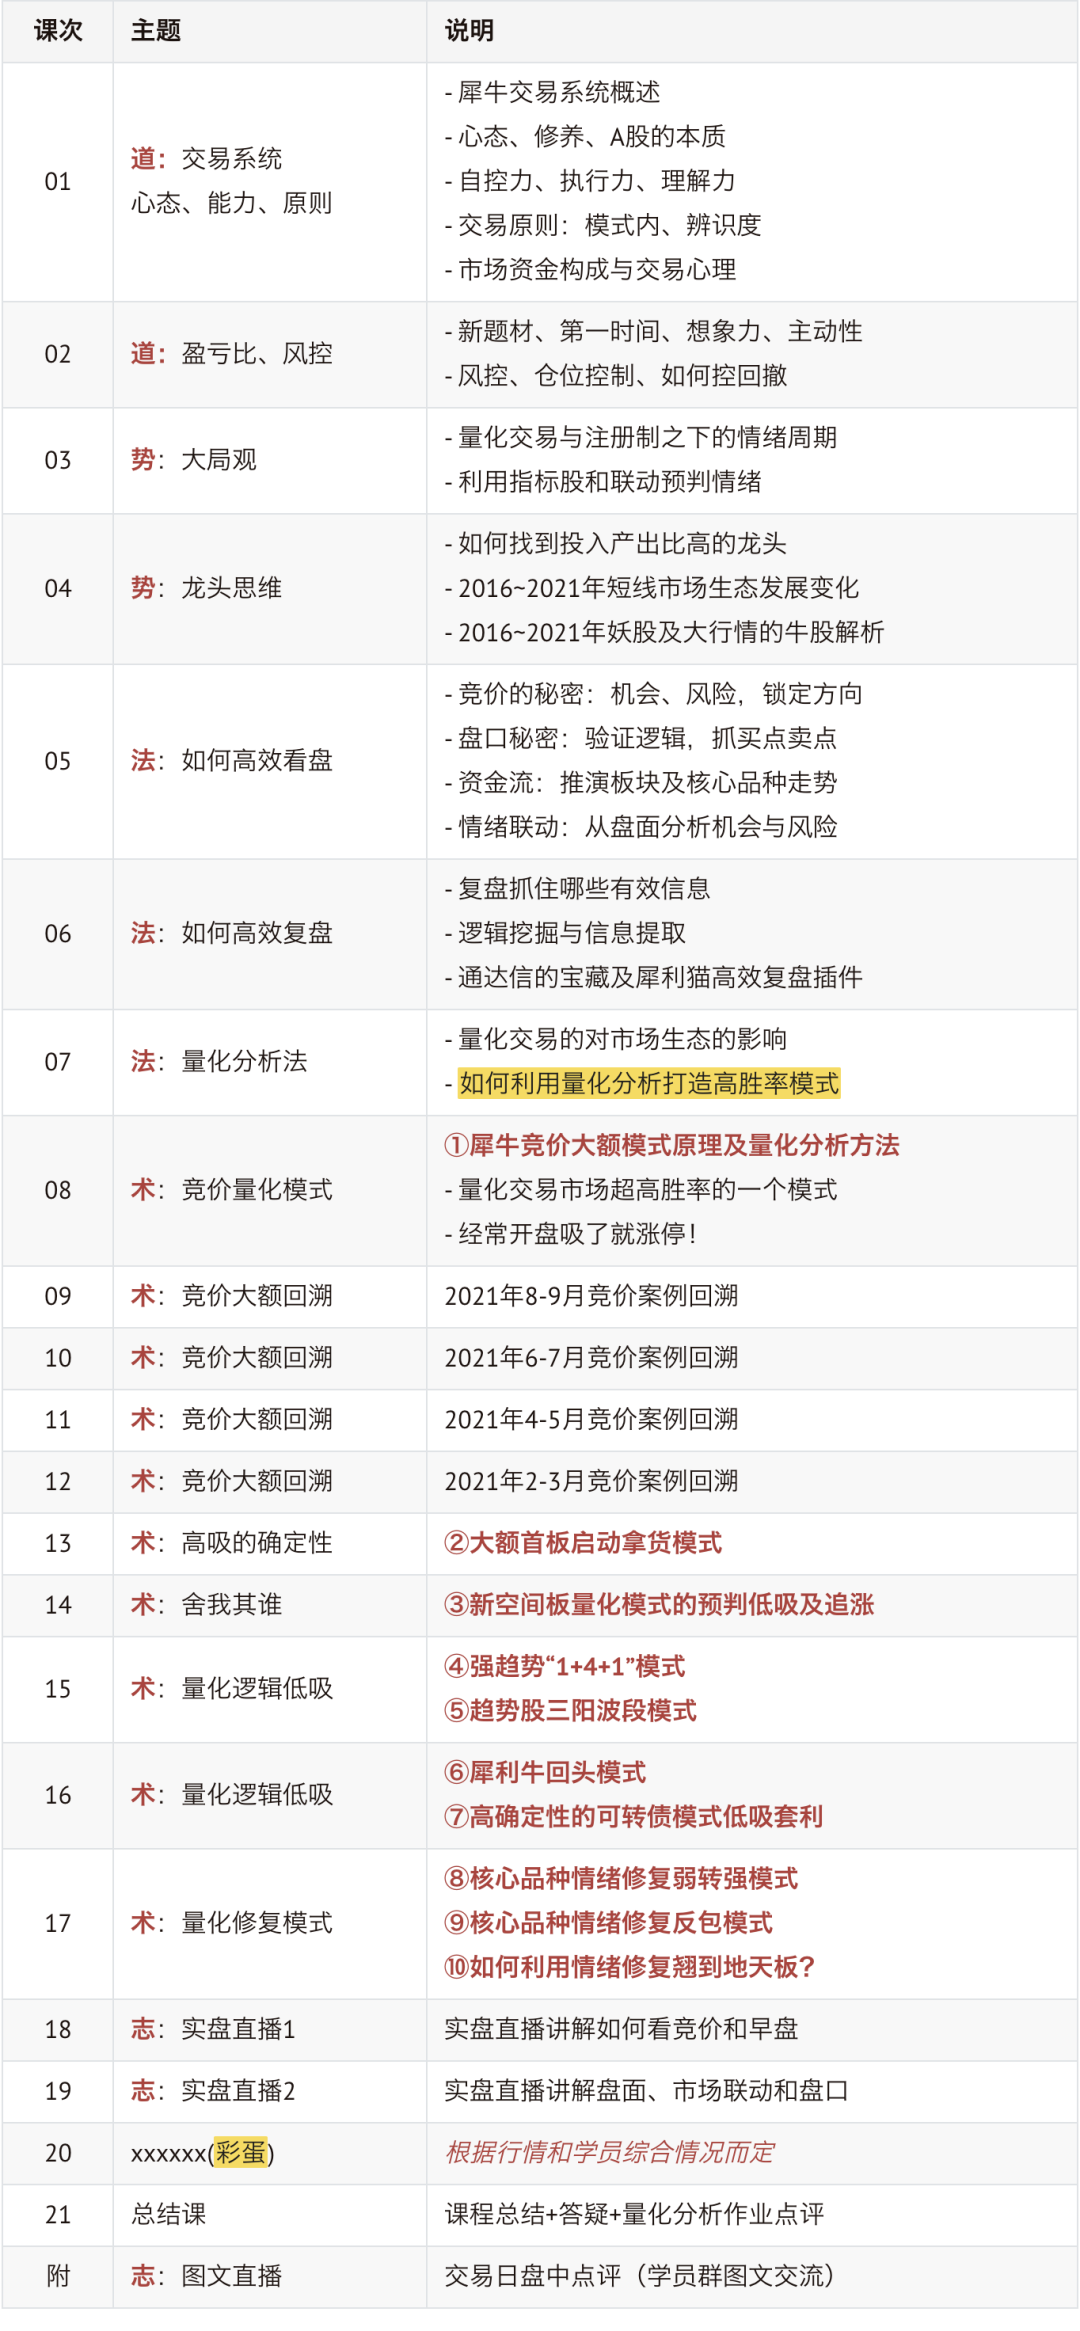 课次 主题 说明
01
道：交易系统
心态、能力、原则
- 犀牛交易系统概述
- 心态、修养、A股的本质
- 自控力、执行力、理解力
- 交易原则：模式内、辨识度
- 市场资金构成与交易心理
02
道：盈亏比、风控
- 新题材、第一时间、想象力、主动性
- 风控、仓位控制、如何控回撤
03
势：大局观
- 量化交易与注册制之下的情绪周期
- 利用指标股和联动预判情绪
04
势：龙头思维
- 如何找到投入产出比高的龙头
- 2016~2021年短线市场生态发展变化
- 2016~2021年妖股及大行情的牛股解析
05
法：如何高效看盘
- 竞价的秘密：机会、风险，锁定方向
- 盘口秘密：验证逻辑，抓买点卖点
- 资金流：推演板块及核心品种走势
- 情绪联动：从盘面分析机会与风险
06
法：如何高效复盘
- 复盘抓住哪些有效信息
- 逻辑挖掘与信息提取
- 通达信的宝藏及犀利猫高效复盘插件
07
法：量化分析法
- 量化交易的对市场生态的影响
- 如何利用量化分析打造高胜率模式
08
术：竞价量化模式
①犀牛竞价大额模式原理及量化分析方法
- 量化交易市场超高胜率的一个模式
- 经常开盘吸了就涨停！
09 术：竞价大额回溯 2021年8-9月竞价案例回溯
10 术：竞价大额回溯 2021年6-7月竞价案例回溯
11 术：竞价大额回溯 2021年4-5月竞价案例回溯
12 术：竞价大额回溯 2021年2-3月竞价案例回溯
13 术：高吸的确定性 ②大额首板启动拿货模式
14 术：舍我其谁 ③新空间板量化模式的预判低吸及追涨
15
术：量化逻辑低吸
④强趋势“1+4+1”模式
⑤趋势股三阳波段模式
16
术：量化逻辑低吸
⑥犀利牛回头模式
⑦高确定性的可转债模式低吸套利
17
术：量化修复模式
⑧核心品种情绪修复弱转强模式
⑨核心品种情绪修复反包模式
⑩如何利用情绪修复翘到地天板？
18 志：实盘直播1 实盘直播讲解如何看竞价和早盘
19 志：实盘直播2 实盘直播讲解盘面、市场联动和盘口
20 xxxxxx(彩蛋) 根据行情和学员综合情况而定
21 总结课 课程总结+答疑+量化分析作业点评
附 志：图文直播 交易日盘中点评（学员群图文交流）